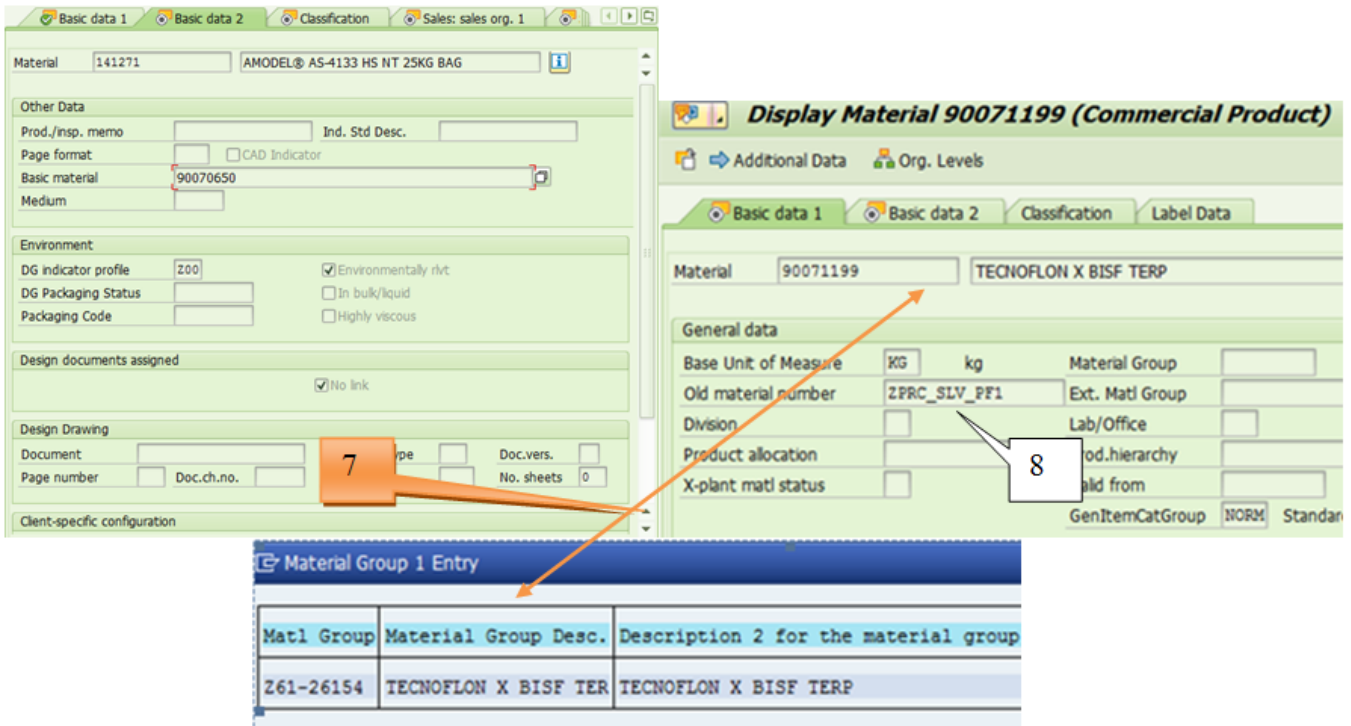 Basic data 1 Basic data 2 Classification Sales: sales org. 1
Material 141271 AMODEL® AS-4133 HS NT 25KG BAG
Other Data
Prod./insp. memo Ind. Std Desc.
Page format CAD Indicator
Basic material 90070650
Medium
Environment
DG indicator profile Z00 Environmentally rlvt
DG Packaging Status In bulk/liquid
Packaging Code Highly viscous
Design documents assigned
No link
Design Drawing
Document ype Doc.vers.
Page number Doc.ch.no. No. sheets 0
Client-specific configuration
7
Display Material 90071199 (Commercial Product)
Additional Data Org. Levels
Basic data 1 Basic data 2 Classification Label Data
Material 90071199 TECNOFLON X BISF TERP
General data
Base Unit of Measure KG kg Material Group
Old material number ZPRC_SLV_PF1 Ext. Matl Group
Division Lab/Office
Product allocation rod.hierarchy
X-plant matl status alid from
GenItemCatGroup NORM Standar
8
Material Group 1 Entry
Matl Group Material Group Desc. Description 2 for the material group
Z61-26154 TECNOFLON X BISF TER TECNOFLON X BISF TERP